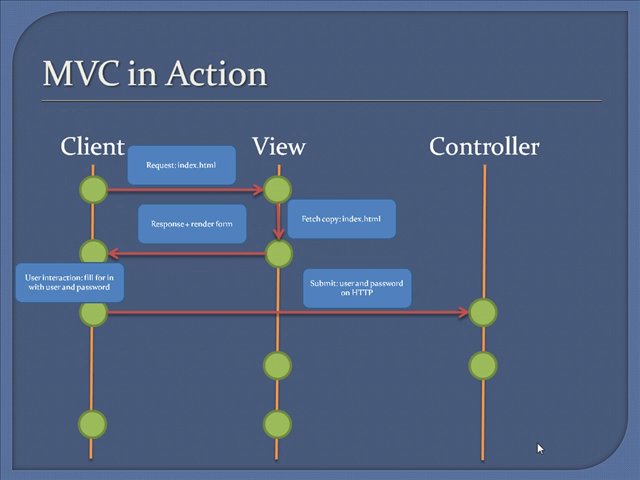 MVC in Action
Client
View
Controller
Request: index.html
Fetch copy: index.html
Response + render form
User interaction: fill for in
with user and password
Submit: user and password
on HTTP